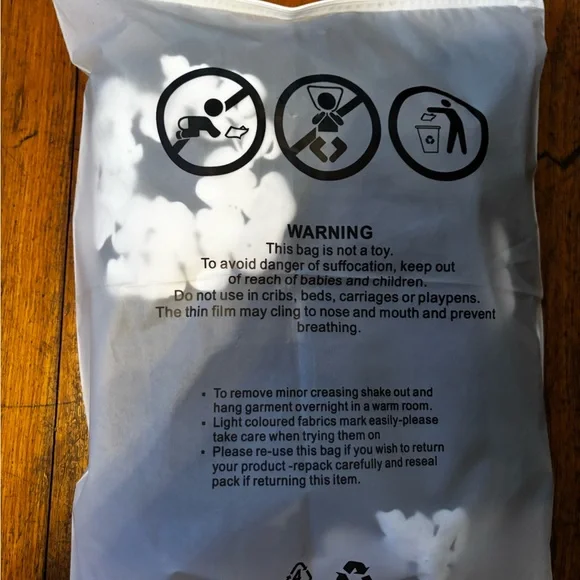 WARNING
This bag is not a toy.
To avoid danger of suffocation, keep out
of reach of babies and children.
Do not use in cribs, beds, carriages or playpens.
The thin film may cling to nose and mouth and prevent
breathing.
• To remove minor creasing shake out and
hang garment overnight in a warm room.
• Light coloured fabrics mark easily-please
take care when trying them on
• Please re-use this bag if you wish to return
your product -repack carefully and reseal
pack if returning this item.
4